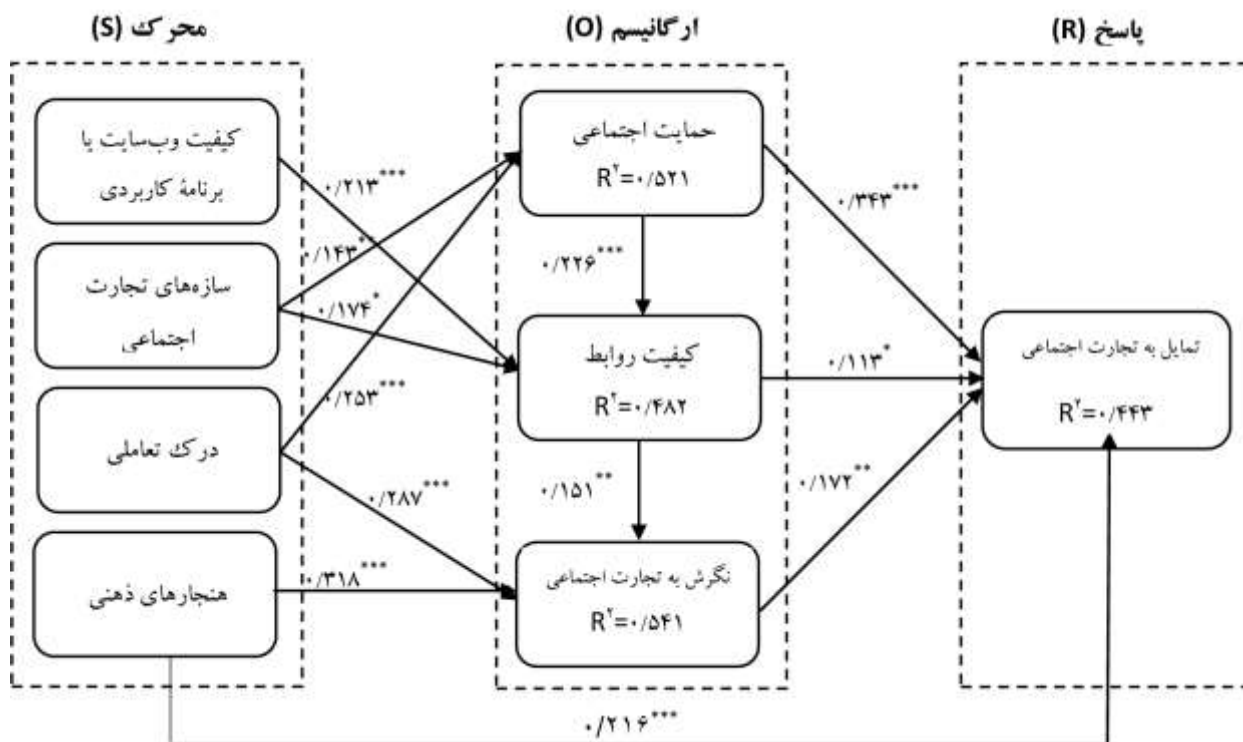 محرک (S)
ارگانیسم (O)
پاسخ (R)
کیفیت وب‌سایت یا
برنامهٔ کاربردی
سازه‌های تجارت
اجتماعی
درک تعاملی
هنجارهای ذهنی
۰/۲۱۳***
۰/۱۴۳**
۰/۱۷۴*
۰/۲۵۳***
۰/۲۸۷***
۰/۳۱۸***
حمایت اجتماعی
R۲=۰/۵۲۱
۰/۲۲۶***
کیفیت روابط
R۲=۰/۴۸۲
۰/۱۵۱**
نگرش به تجارت اجتماعی
R۲=۰/۵۴۱
۰/۳۴۳***
۰/۱۱۳*
۰/۱۷۲**
تمایل به تجارت اجتماعی
R۲=۰/۴۴۳
۰/۲۱۶***